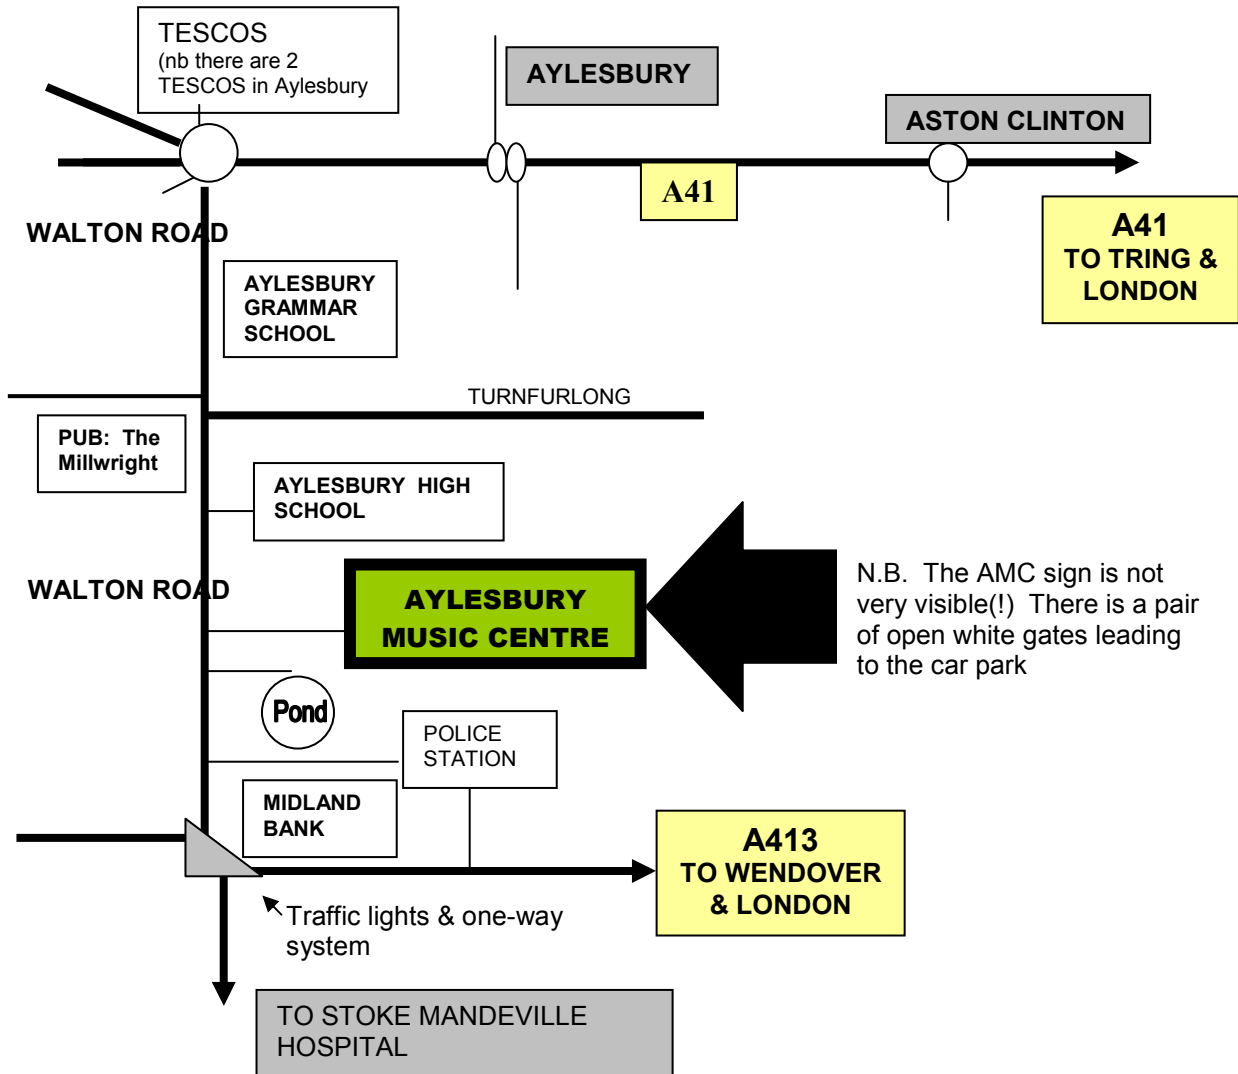 TESCOS
(nb there are 2
TESCOS in Aylesbury
AYLESBURY
ASTON CLINTON
A41
A41
TO TRING &
LONDON
WALTON ROAD
AYLESBURY
GRAMMAR
SCHOOL
TURNFURLONG
PUB: The
Millwright
AYLESBURY HIGH
SCHOOL
WALTON ROAD
AYLESBURY
MUSIC CENTRE
N.B. The AMC sign is not
very visible(!) There is a pair
of open white gates leading
to the car park
Pond
POLICE
STATION
MIDLAND
BANK
A413
TO WENDOVER
& LONDON
Traffic lights & one-way
system
TO STOKE MANDEVILLE
HOSPITAL